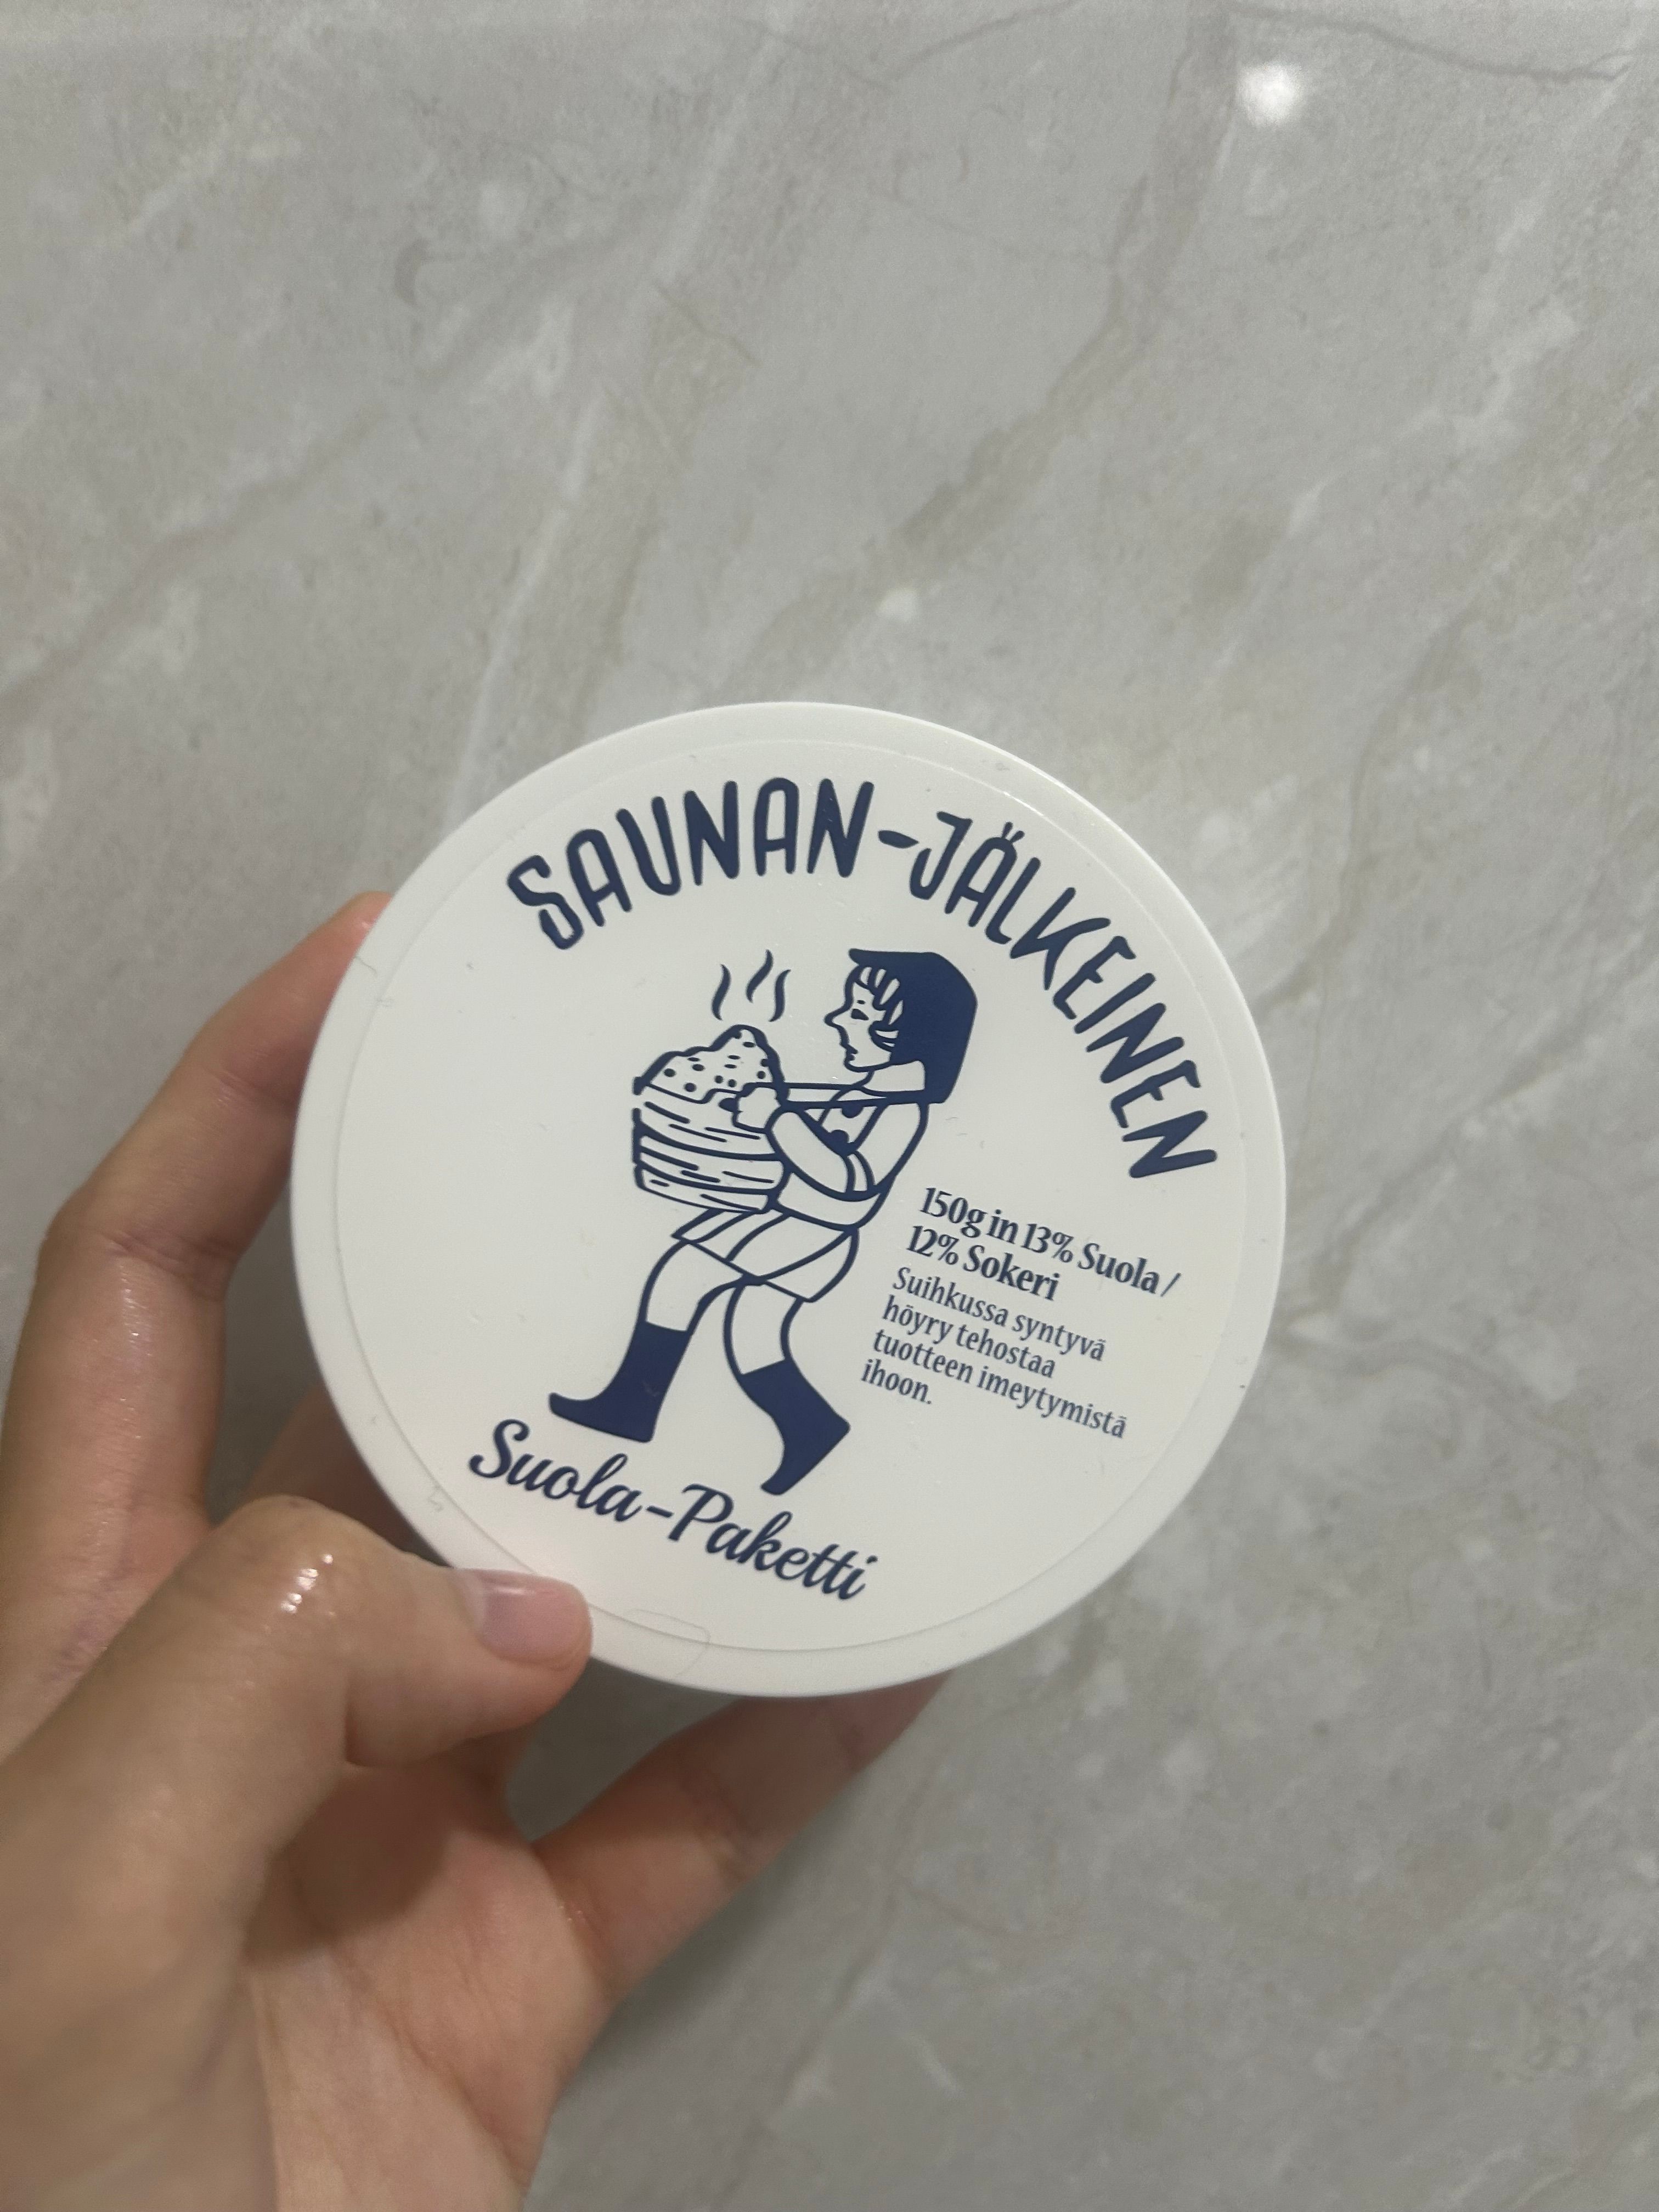 SAUNAN-JÄLKEINEN
150g in 13% Suola /
12% Sokeri
Suihkussa syntyvä
höyry tehostaa
tuotteen imeytymistä
ihoon.
Suola-Paketti